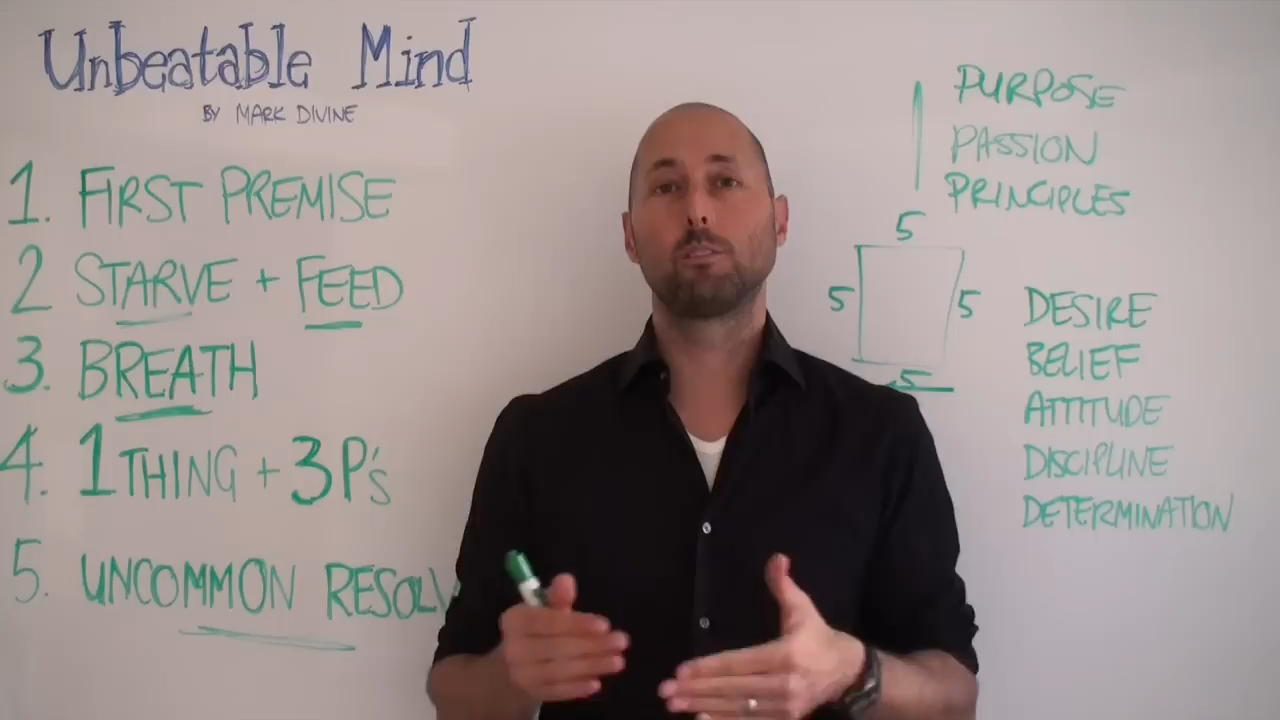 Unbeatable Mind
BY MARK DIVINE
1. FIRST PREMISE
2 STARVE + FEED
3. BREATH
4. 1 THING + 3 P's
5. UNCOMMON RESOLV
PURPOSE
PASSION
PRINCIPLES
5
5 5
5
DESIRE
BELIEF
ATTITUDE
DISCIPLINE
DETERMINATION